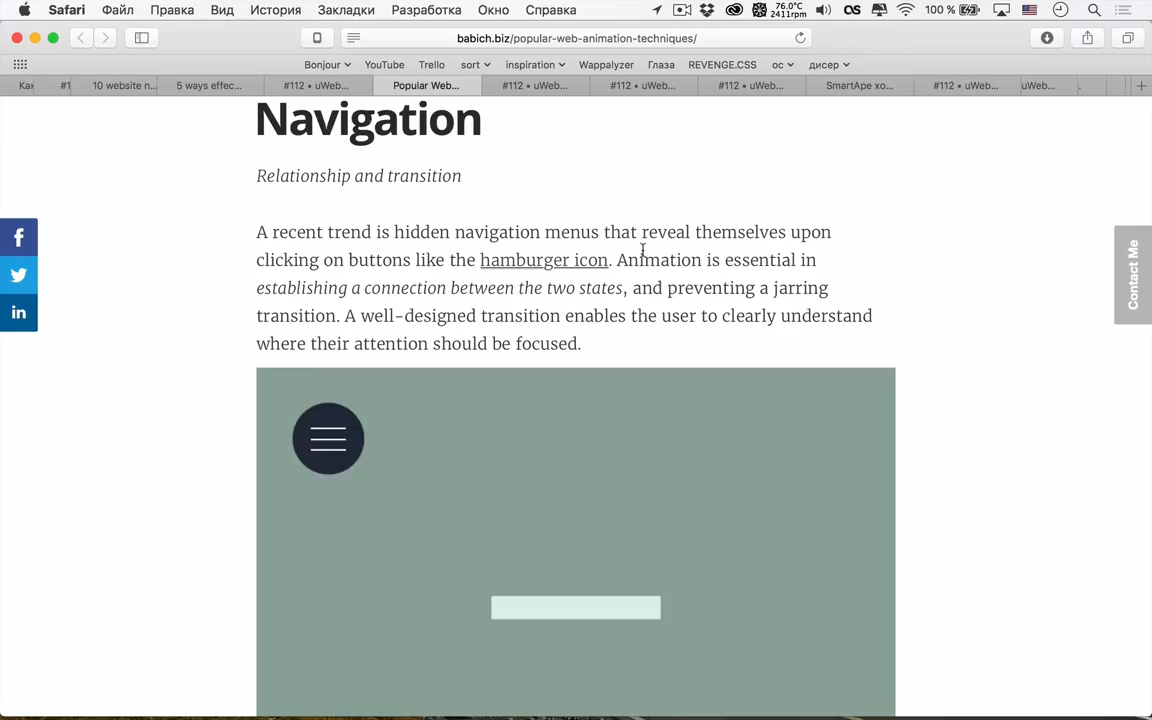 Safari Файл Правка Вид История Закладки Разработка Окно Справка 76.0°C 2411rpm 100 %
babich.biz/popular-web-animation-techniques/
Bonjour YouTube Trello sort inspiration Wappalyzer Глаза REVENGE.CSS ос дисер
#1 10 website n... 5 ways effec... #112 • uWeb... Popular Web... #112 • uWeb... #112 • uWeb... #112 • uWeb... SmartApe хо... #112 • uWeb... uWeb...
Navigation
Relationship and transition
A recent trend is hidden navigation menus that reveal themselves upon
clicking on buttons like the hamburger icon. Animation is essential in
establishing a connection between the two states, and preventing a jarring
transition. A well-designed transition enables the user to clearly understand
where their attention should be focused.
Contact Me